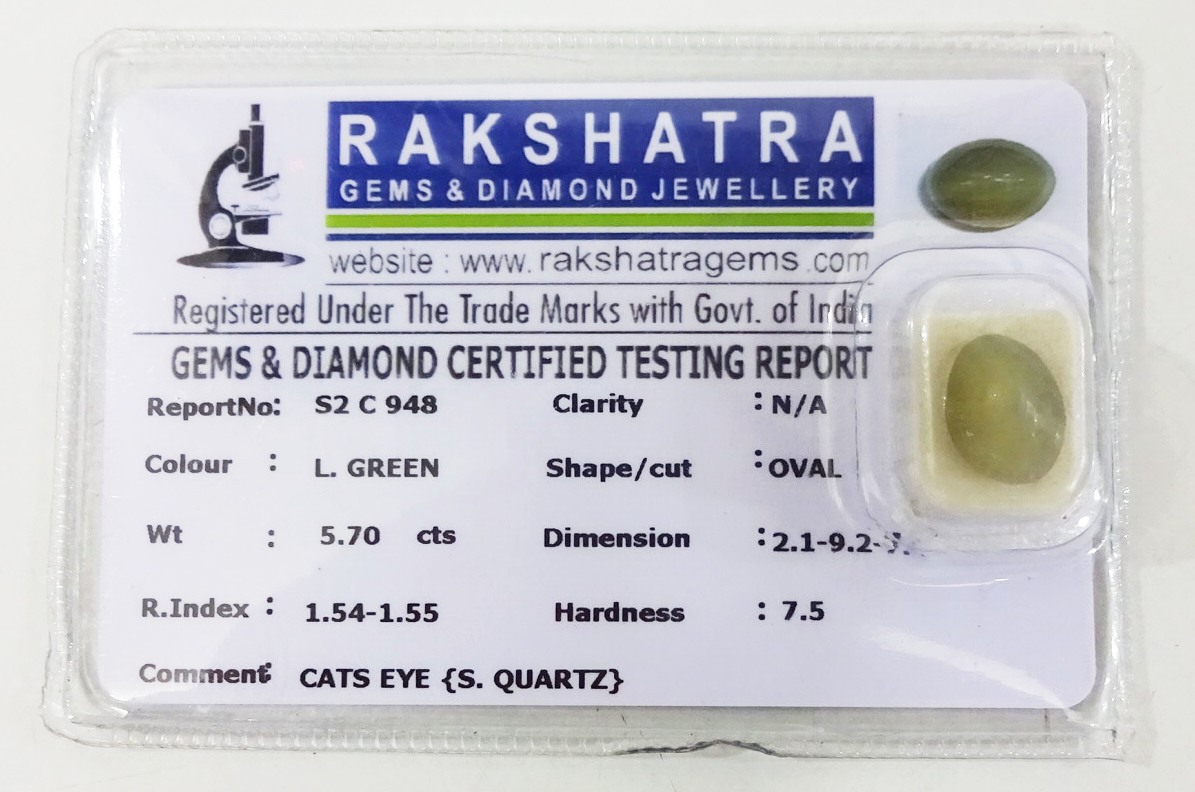 RAKSHATRA
GEMS & DIAMOND JEWELLERY
website : www. rakshatragems .com
Registered Under The Trade Marks with Govt. of India
GEMS & DIAMOND CERTIFIED TESTING REPORT
ReportNo: S2 C 948 Clarity : N/A
Colour : L. GREEN Shape/cut : OVAL
Wt : 5.70 cts Dimension : 2.1-9.2-
R.Index : 1.54-1.55 Hardness : 7.5
Comment: CATS EYE {S. QUARTZ}